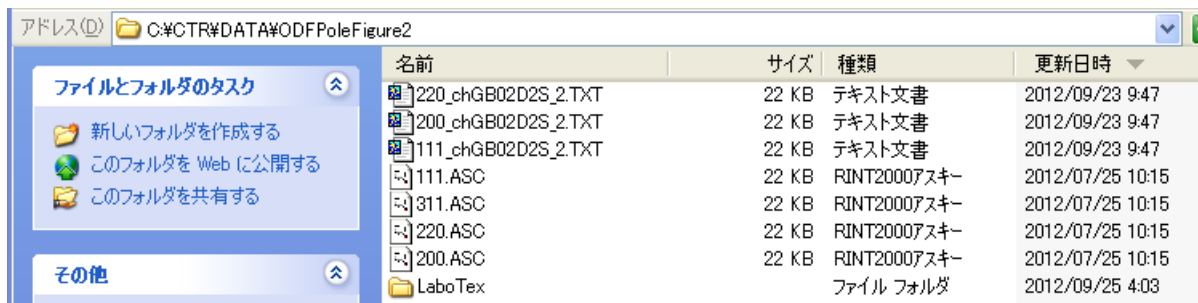 アドレス(D) C:¥CTR¥DATA¥ODFPoleFigure2
ファイルとフォルダのタスク
新しいフォルダを作成する
このフォルダを Web に公開する
このフォルダを共有する
その他
名前 サイズ 種類 更新日時
220_chGB02D2S_2.TXT 22 KB テキスト文書 2012/09/23 9:47
200_chGB02D2S_2.TXT 22 KB テキスト文書 2012/09/23 9:47
111_chGB02D2S_2.TXT 22 KB テキスト文書 2012/09/23 9:47
111.ASC 22 KB RINT2000アスキー 2012/07/25 10:15
311.ASC 22 KB RINT2000アスキー 2012/07/25 10:15
220.ASC 22 KB RINT2000アスキー 2012/07/25 10:15
200.ASC 22 KB RINT2000アスキー 2012/07/25 10:15
LaboTex ファイル フォルダ 2012/09/25 4:03